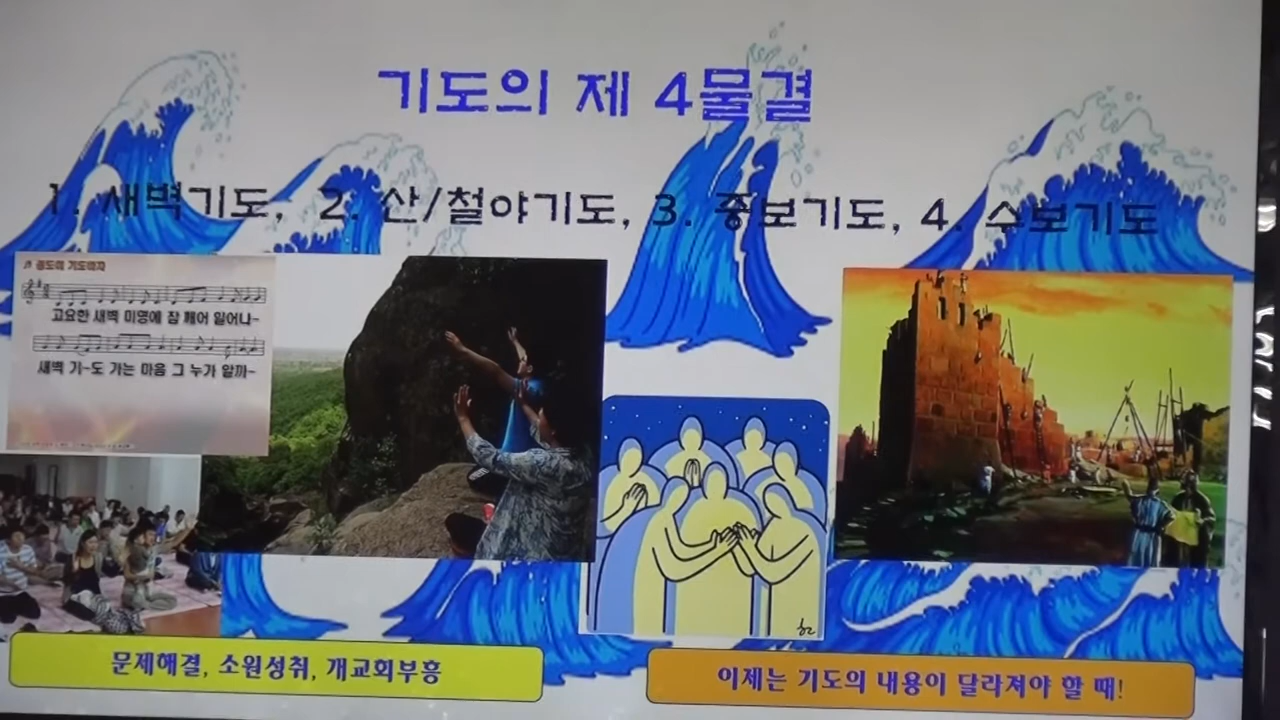 기도의 제 4물결
1. 새벽기도, 2. 산/철야기도, 3. 중보기도, 4. 수보기도
고요한 새벽 미명에 잠 깨어 일어나~
새벽 기~도 가는 마음 그 누가 알까~
문제해결, 소원성취, 개교회부흥
이제는 기도의 내용이 달라져야 할 때!